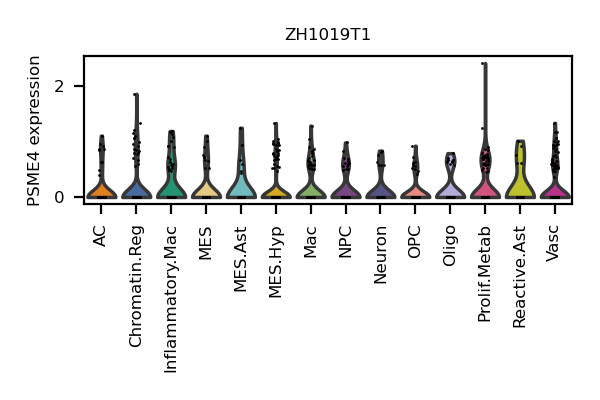 ZH1019T1
PSME4 expression
2
0
AC
Chromatin.Reg
Inflammatory.Mac
MES
MES.Ast
MES.Hyp
Mac
NPC
Neuron
OPC
Oligo
Prolif.Metab
Reactive.Ast
Vasc